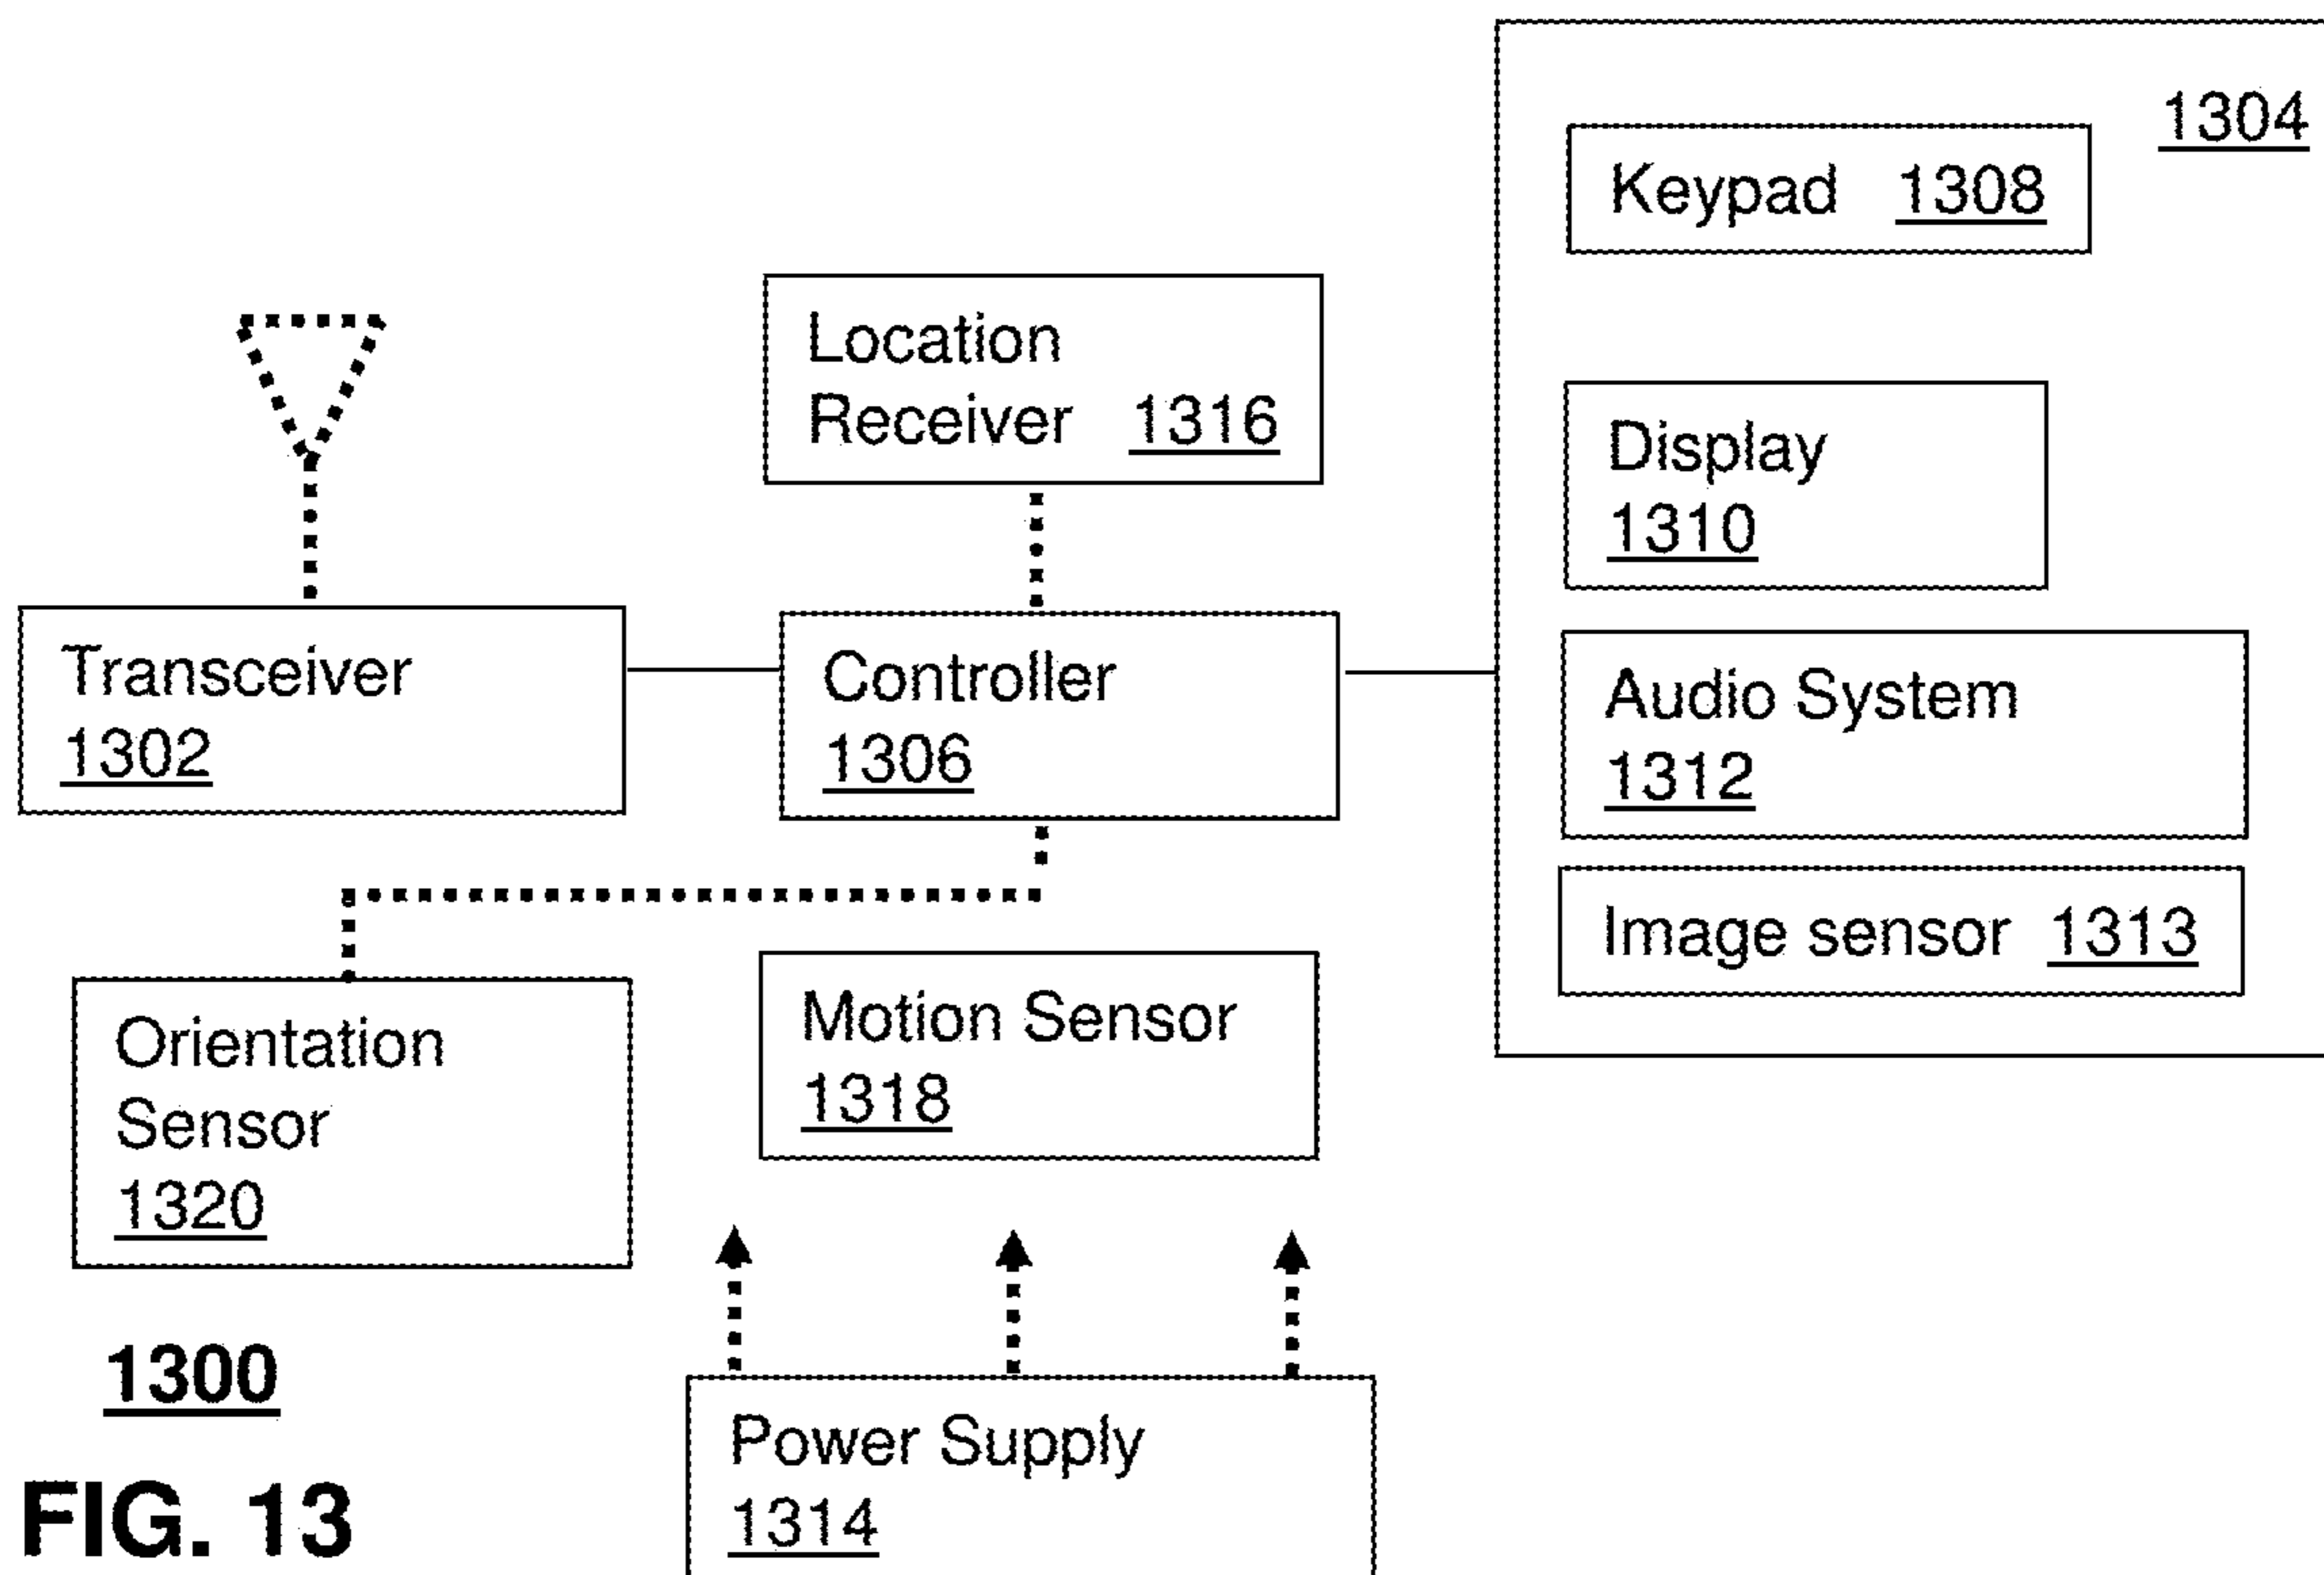 1304
Keypad 1308
Location
Receiver 1316
Display
1310
Transceiver
1302
Controller
1306
Audio System
1312
Image sensor 1313
Orientation
Sensor
1320
Motion Sensor
1318
1300
Power Supply
1314
FIG. 13